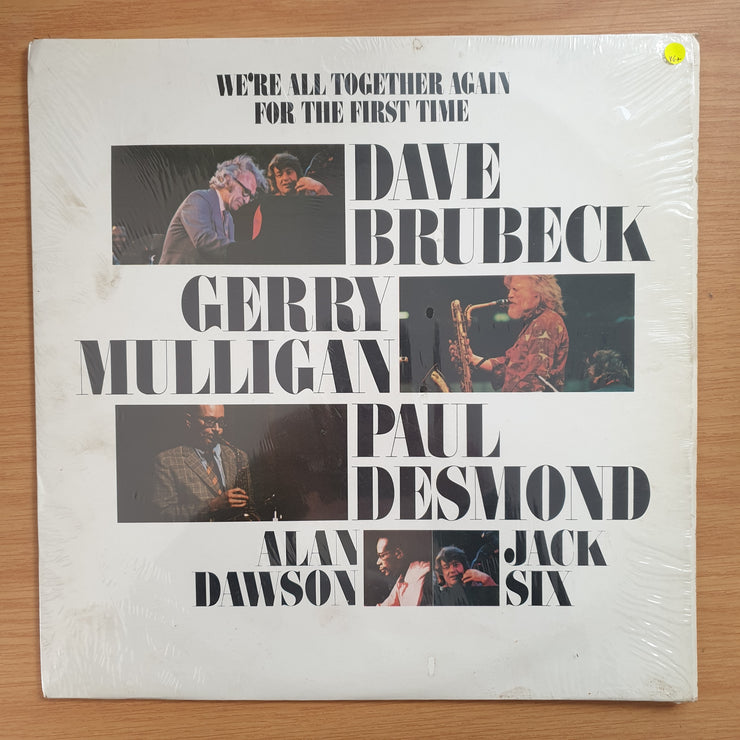 WE'RE ALL TOGETHER AGAIN
FOR THE FIRST TIME
DAVE
BRUBECK
GERRY
MULLIGAN
PAUL
DESMOND
ALAN
DAWSON
JACK
SIX